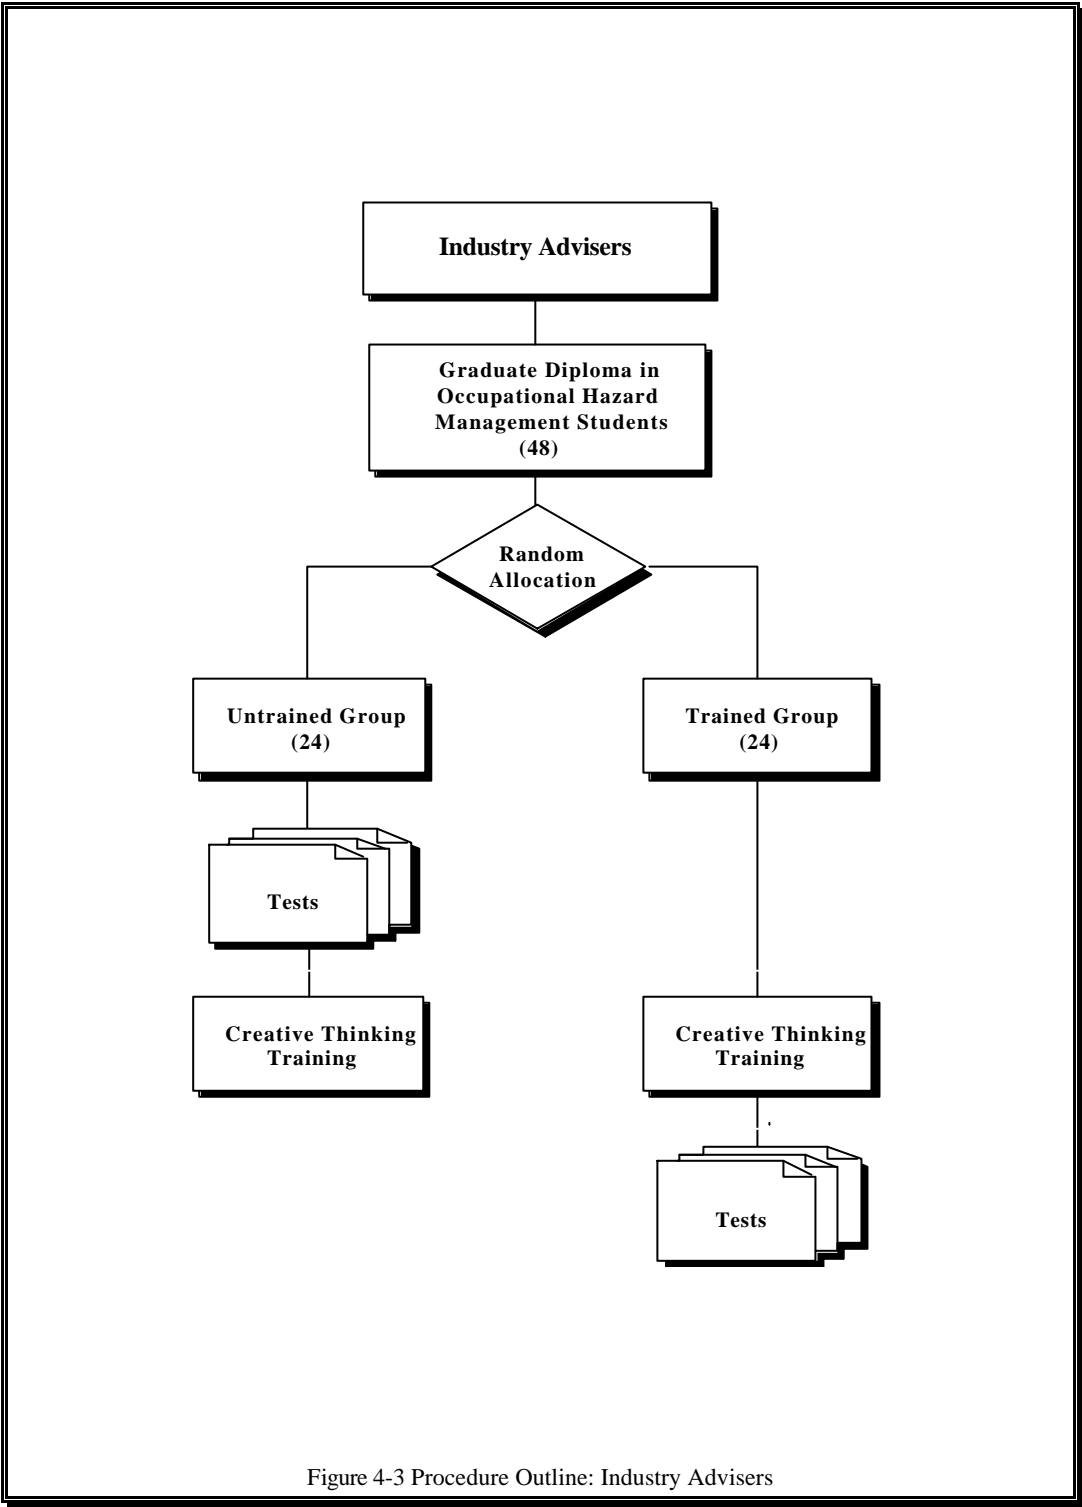 Industry Advisers
Graduate Diploma in
Occupational Hazard
Management Students
(48)
Random
Allocation
Untrained Group
(24)
Trained Group
(24)
Tests
Creative Thinking
Training
Creative Thinking
Training
Tests
Figure 4-3 Procedure Outline: Industry Advisers